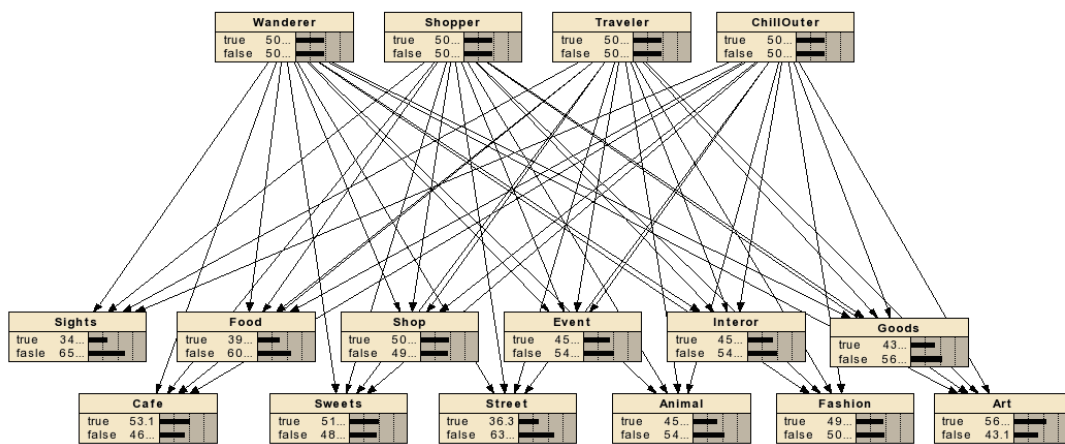 Wanderer
true 50...
false 50...
Shopper
true 50...
false 50...
Traveler
true 50...
false 50...
ChillOuter
true 50...
false 50...
Sights
true 34...
fasle 65...
Food
true 39...
false 60...
Shop
true 50...
false 49...
Event
true 45...
false 54...
Interor
true 45...
false 54...
Goods
true 43...
false 56...
Cafe
true 53.1
false 46...
Sweets
true 51...
false 48...
Street
true 36.3
false 63...
Animal
true 45...
false 54...
Fashion
true 49...
false 50...
Art
true 56...
false 43.1